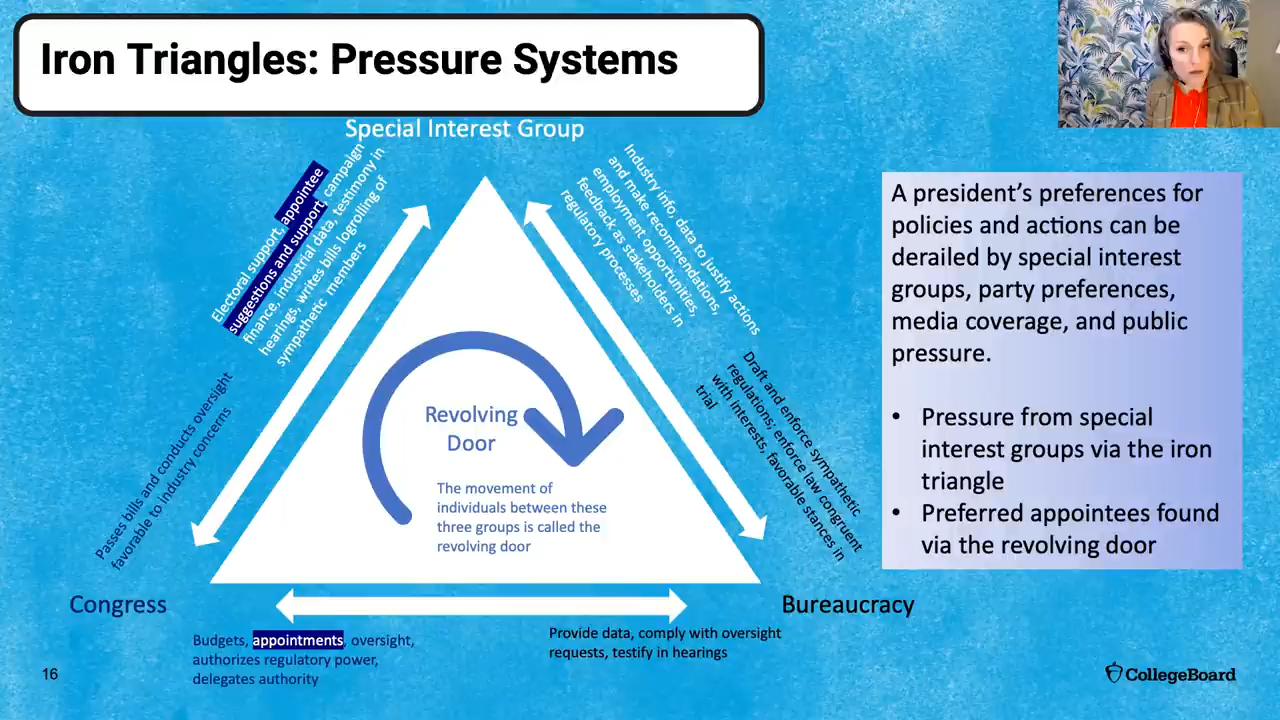 Iron Triangles: Pressure Systems
Special Interest Group
Electoral support, appointee
suggestions and support, campaign
finance, industrial data, testimony in
hearings, writes bills logrolling of
sympathetic members
Industry info, data to justify actions
and make recommendations,
employment opportunities,
feedback as stakeholders in
regulatory processes
A president's preferences for
policies and actions can be
derailed by special interest
groups, party preferences,
media coverage, and public
pressure.
• Pressure from special
interest groups via the iron
triangle
• Preferred appointees found
via the revolving door
Passes bills and conducts oversight
favorable to industry concerns
Draft and enforce sympathetic
regulations; enforce law congruent
with interests, favorable stances in
trial
Revolving
Door
The movement of
individuals between these
three groups is called the
revolving door
Congress
Bureaucracy
Budgets, appointments, oversight,
authorizes regulatory power,
delegates authority
Provide data, comply with oversight
requests, testify in hearings
16
CollegeBoard